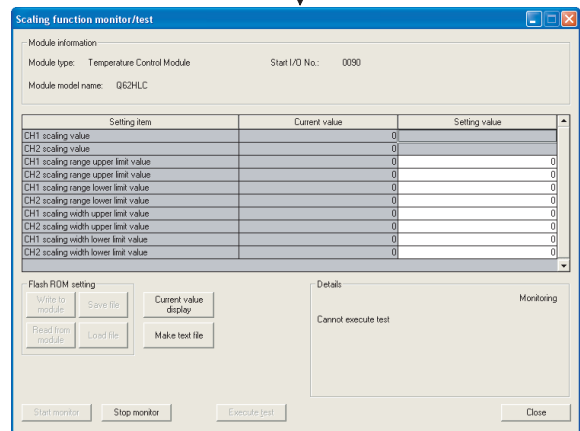 Scaling function monitor/test
Module information
Module type: Temperature Control Module Start I/O No.: 0090
Module model name: Q62HLC
Setting item Current value Setting value
CH1 scaling value 0
CH2 scaling value 0
CH1 scaling range upper limit value 0 0
CH2 scaling range upper limit value 0 0
CH1 scaling range lower limit value 0 0
CH2 scaling range lower limit value 0 0
CH1 scaling width upper limit value 0 0
CH2 scaling width upper limit value 0 0
CH1 scaling width lower limit value 0 0
CH2 scaling width lower limit value 0 0
Flash ROM setting
Write to
module
Save file
Current value
display
Read from
module
Load file
Make text file
Details
Monitoring
Cannot execute test
Start monitor Stop monitor Execute test Close